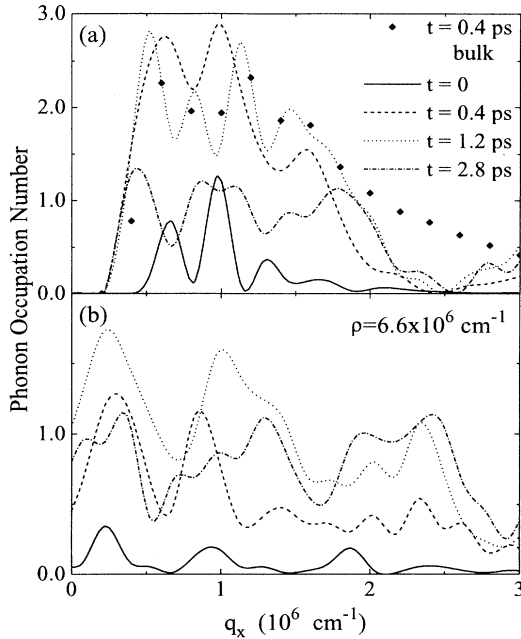 (a)
t = 0.4 ps
bulk
t = 0
t = 0.4 ps
t = 1.2 ps
t = 2.8 ps
3.0
2.0
1.0
0.0
Phonon Occupation Number
(b)
ρ=6.6x10⁶ cm⁻¹
1.0
0.0
0 1 2 3
qₓ (10⁶ cm⁻¹)